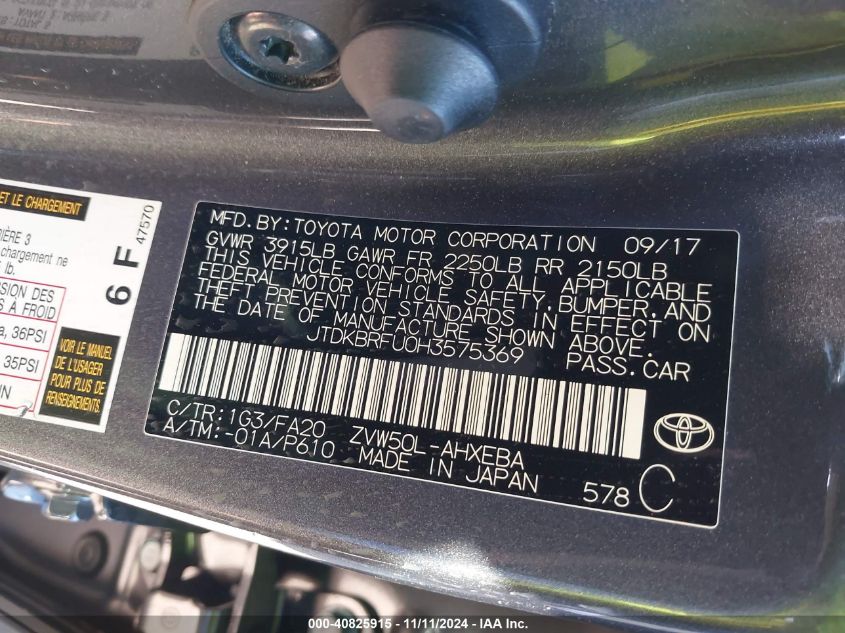 ET LE CHARGEMENT
IÈRE 3
chargement ne
lb.
SSION DES
S À FROID
a, 36PSI
35PSI
IN
6 F
47570
VOIR LE MANUEL
DE L'USAGER
POUR PLUS DE
RENSEIGNEMENTS.
MFD.BY:TOYOTA MOTOR CORPORATION 09/17
GVWR 3915LB GAWR FR 2250LB RR 2150LB
THIS VEHICLE CONFORMS TO ALL APPLICABLE
FEDERAL MOTOR VEHICLE SAFETY,BUMPER,AND
THEFT PREVENTION STANDARDS IN EFFECT ON
THE DATE OF MANUFACTURE SHOWN ABOVE.
JTDKBRFU0H3575369 PASS.CAR
C/TR:1G3/FA20 ZVW50L-AHXEBA
A/TM:-01A/P610 MADE IN JAPAN
578 C
000-40825915 - 11/11/2024 - IAA Inc.